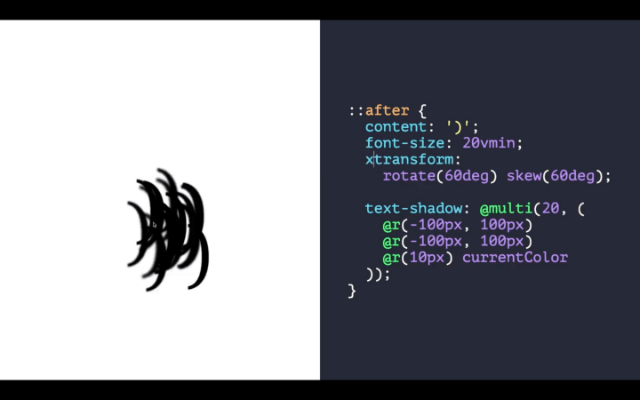 ::after {
content: ')';
font-size: 20vmin;
xtransform:
rotate(60deg) skew(60deg);
text-shadow: @multi(20, (
@r(-100px, 100px)
@r(-100px, 100px)
@r(10px) currentColor
));
}